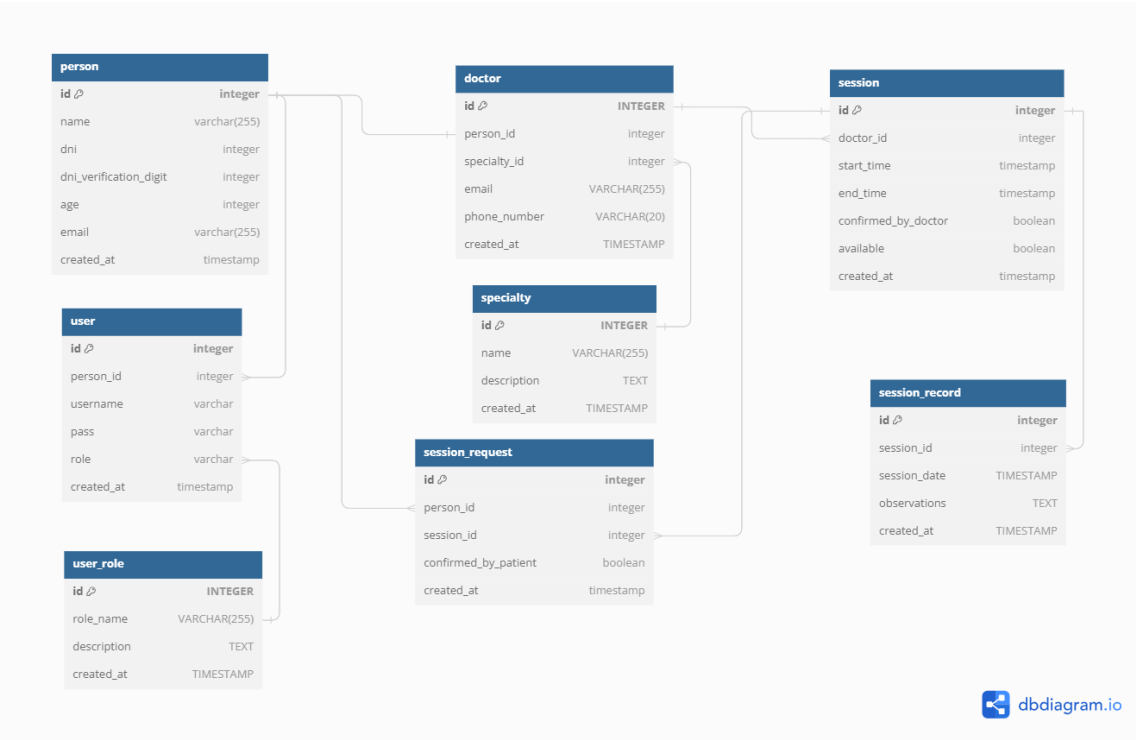 person
id integer
name varchar(255)
dni integer
dni_verification_digit integer
age integer
email varchar(255)
created_at timestamp
user
id integer
person_id integer
username varchar
pass varchar
role varchar
created_at timestamp
user_role
id INTEGER
role_name VARCHAR(255)
description TEXT
created_at TIMESTAMP
doctor
id INTEGER
person_id integer
specialty_id integer
email VARCHAR(255)
phone_number VARCHAR(20)
created_at TIMESTAMP
specialty
id INTEGER
name VARCHAR(255)
description TEXT
created_at TIMESTAMP
session_request
id integer
person_id integer
session_id integer
confirmed_by_patient boolean
created_at timestamp
session
id integer
doctor_id integer
start_time timestamp
end_time timestamp
confirmed_by_doctor boolean
available boolean
created_at timestamp
session_record
id integer
session_id integer
session_date TIMESTAMP
observations TEXT
created_at TIMESTAMP
dbdiagram.io